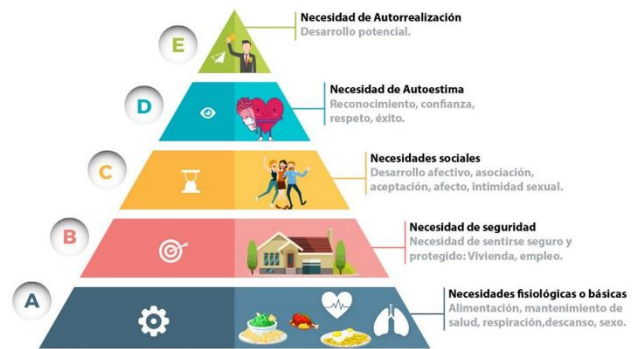 E
Necesidad de Autorrealización
Desarrollo potencial.
D
Necesidad de Autoestima
Reconocimiento, confianza,
respeto, éxito.
C
Necesidades sociales
Desarrollo afectivo, asociación,
aceptación, afecto, intimidad sexual.
B
Necesidad de seguridad
Necesidad de sentirse seguro y
protegido: Vivienda, empleo.
A
Necesidades fisiológicas o básicas
Alimentación, mantenimiento de
salud, respiración,descanso, sexo.